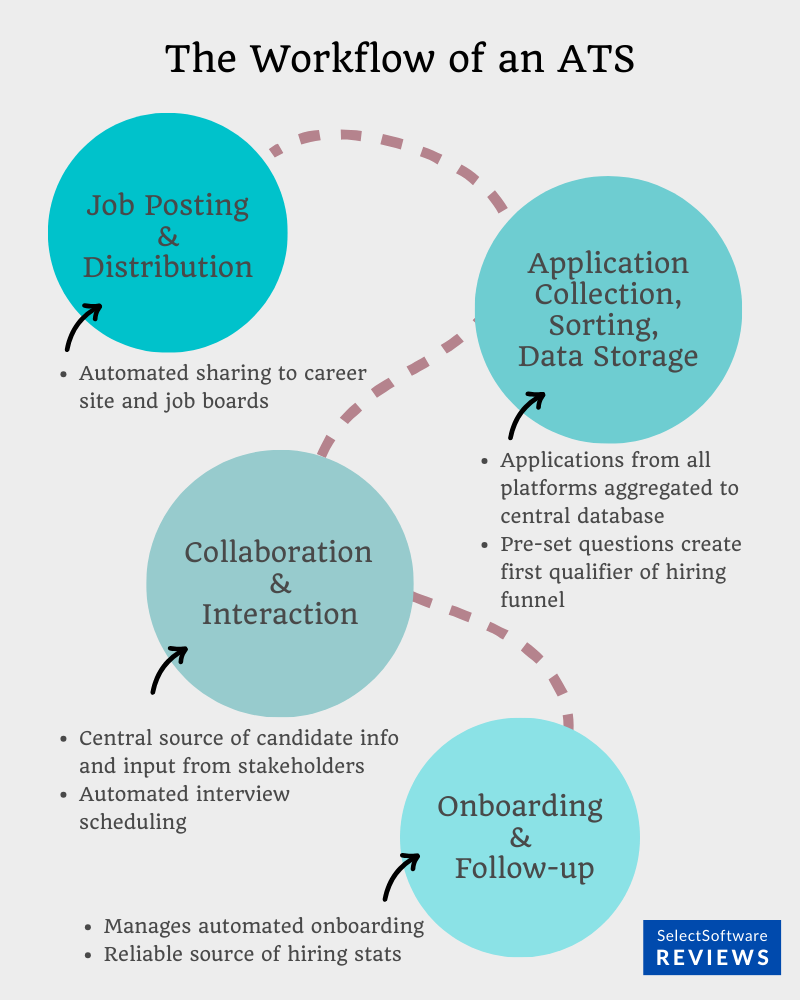 The Workflow of an ATS
Job Posting
&
Distribution
• Automated sharing to career
site and job boards
Application
Collection,
Sorting,
Data Storage
• Applications from all
platforms aggregated to
central database
• Pre-set questions create
first qualifier of hiring
funnel
Collaboration
&
Interaction
• Central source of candidate info
and input from stakeholders
• Automated interview
scheduling
Onboarding
&
Follow-up
• Manages automated onboarding
• Reliable source of hiring stats
SelectSoftware
REVIEWS